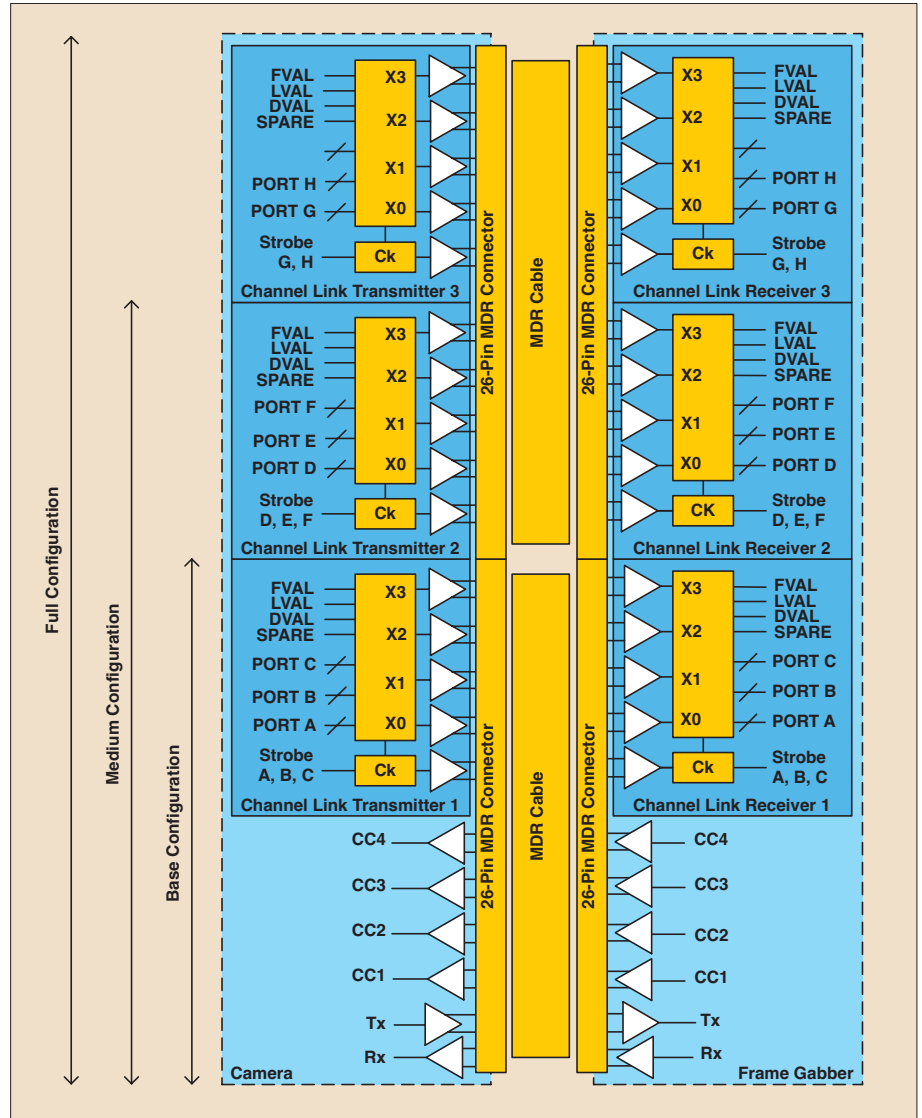 Full Configuration
Medium Configuration
Base Configuration
FVAL
LVAL
DVAL
SPARE
PORT H
PORT G
Strobe
G, H
X3
X2
X1
X0
Ck
Channel Link Transmitter 3
FVAL
LVAL
DVAL
SPARE
PORT F
PORT E
PORT D
Strobe
D, E, F
X3
X2
X1
X0
Ck
Channel Link Transmitter 2
FVAL
LVAL
DVAL
SPARE
PORT C
PORT B
PORT A
Strobe
A, B, C
X3
X2
X1
X0
Ck
Channel Link Transmitter 1
CC4
CC3
CC2
CC1
Tx
Rx
Camera
26-Pin MDR Connector
26-Pin MDR Connector
MDR Cable
MDR Cable
26-Pin MDR Connector
26-Pin MDR Connector
X3
X2
X1
X0
Ck
FVAL
LVAL
DVAL
SPARE
PORT H
PORT G
Strobe
G, H
Channel Link Receiver 3
X3
X2
X1
X0
CK
FVAL
LVAL
DVAL
SPARE
PORT F
PORT E
PORT D
Strobe
D, E, F
Channel Link Receiver 2
X3
X2
X1
X0
Ck
FVAL
LVAL
DVAL
SPARE
PORT C
PORT B
PORT A
Strobe
A, B, C
Channel Link Receiver 1
CC4
CC3
CC2
CC1
Tx
Rx
Frame Gabber